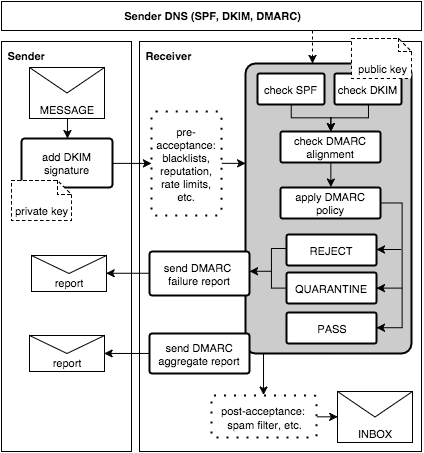 Sender DNS (SPF, DKIM, DMARC)
Sender
Receiver
MESSAGE
add DKIM
signature
private key
pre-
acceptance:
blacklists,
reputation,
rate limits,
etc.
public key
check SPF
check DKIM
check DMARC
alignment
apply DMARC
policy
REJECT
QUARANTINE
PASS
send DMARC
failure report
report
send DMARC
aggregate report
report
post-acceptance:
spam filter, etc.
INBOX